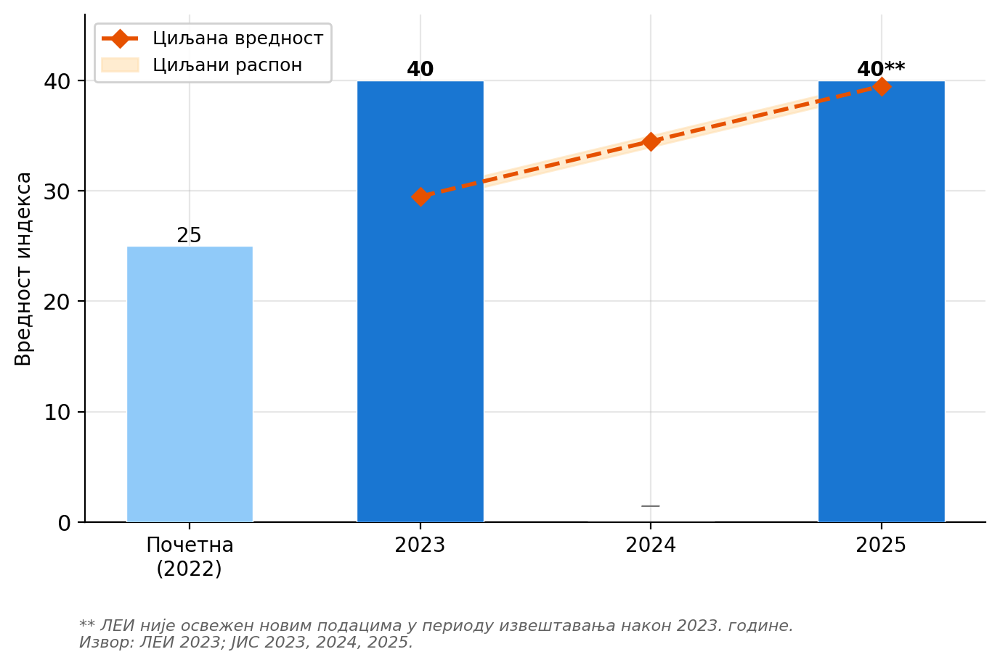 Циљана вредност
Циљани распон
Вредност индекса
40
30
20
10
0
25
40
—
40**
Почетна
(2022)
2023
2024
2025
** ЛЕИ није освежен новим подацима у периоду извештавања након 2023. године.
Извор: ЛЕИ 2023; ЈИС 2023, 2024, 2025.